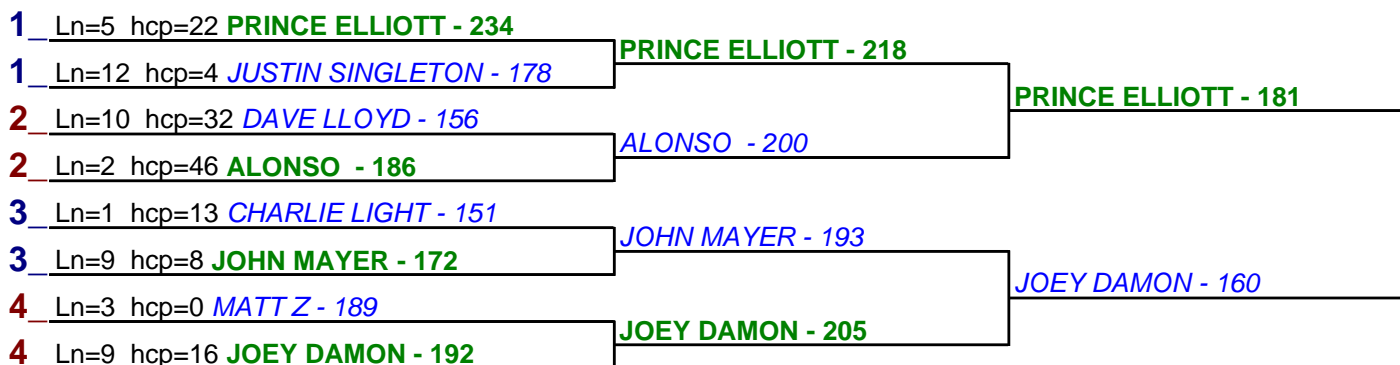 1_ Ln=5 hcp=22 PRINCE ELLIOTT - 234
PRINCE ELLIOTT - 218
1_ Ln=12 hcp=4 JUSTIN SINGLETON - 178
PRINCE ELLIOTT - 181
2_ Ln=10 hcp=32 DAVE LLOYD - 156
ALONSO - 200
2_ Ln=2 hcp=46 ALONSO - 186
3_ Ln=1 hcp=13 CHARLIE LIGHT - 151
JOHN MAYER - 193
3_ Ln=9 hcp=8 JOHN MAYER - 172
JOEY DAMON - 160
4_ Ln=3 hcp=0 MATT Z - 189
JOEY DAMON - 205
4 Ln=9 hcp=16 JOEY DAMON - 192